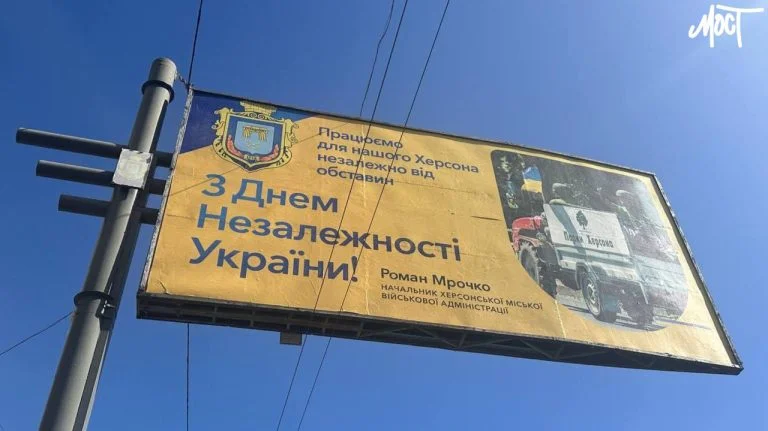 МОСТ
Працюємо
для нашого Херсона
незалежно від
обставин
З Днем
Незалежності
України!
Роман Мрочко
НАЧАЛЬНИК ХЕРСОНСЬКОЇ МІСЬКОЇ
ВІЙСЬКОВОЇ АДМІНІСТРАЦІЇ
Парки Херсона